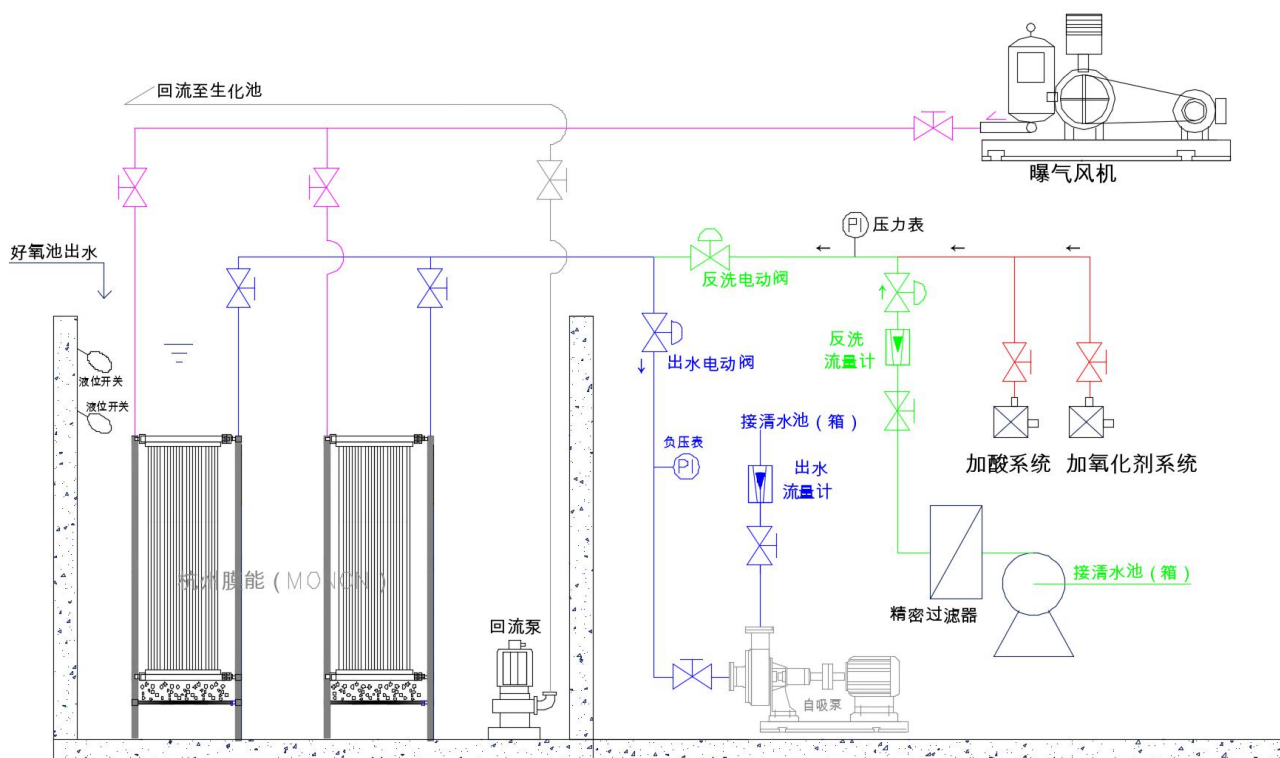 回流至生化池
曝气风机
好氧池出水
PI
压力表
反洗电动阀
液位开关
液位开关
出水电动阀
反洗
流量计
接清水池（箱）
负压表
PI
出水
流量计
加酸系统
加氧化剂系统
杭州膜能（MONCN）
接清水池（箱）
精密过滤器
回流泵
自吸泵